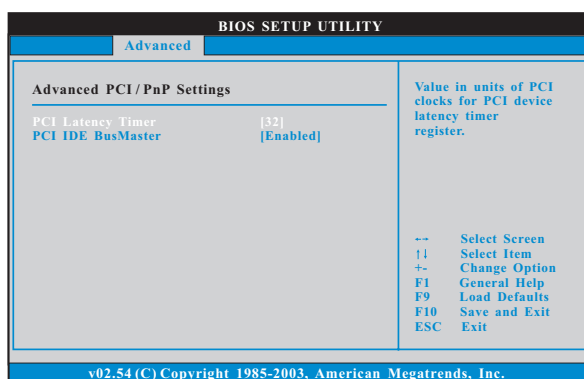 BIOS SETUP UTILITY
Advanced
Advanced PCI / PnP Settings
PCI Latency Timer [32]
PCI IDE BusMaster [Enabled]
Value in units of PCI
clocks for PCI device
latency timer
register.
←→ Select Screen
↑↓ Select Item
+- Change Option
F1 General Help
F9 Load Defaults
F10 Save and Exit
ESC Exit
v02.54 (C) Copyright 1985-2003, American Megatrends, Inc.